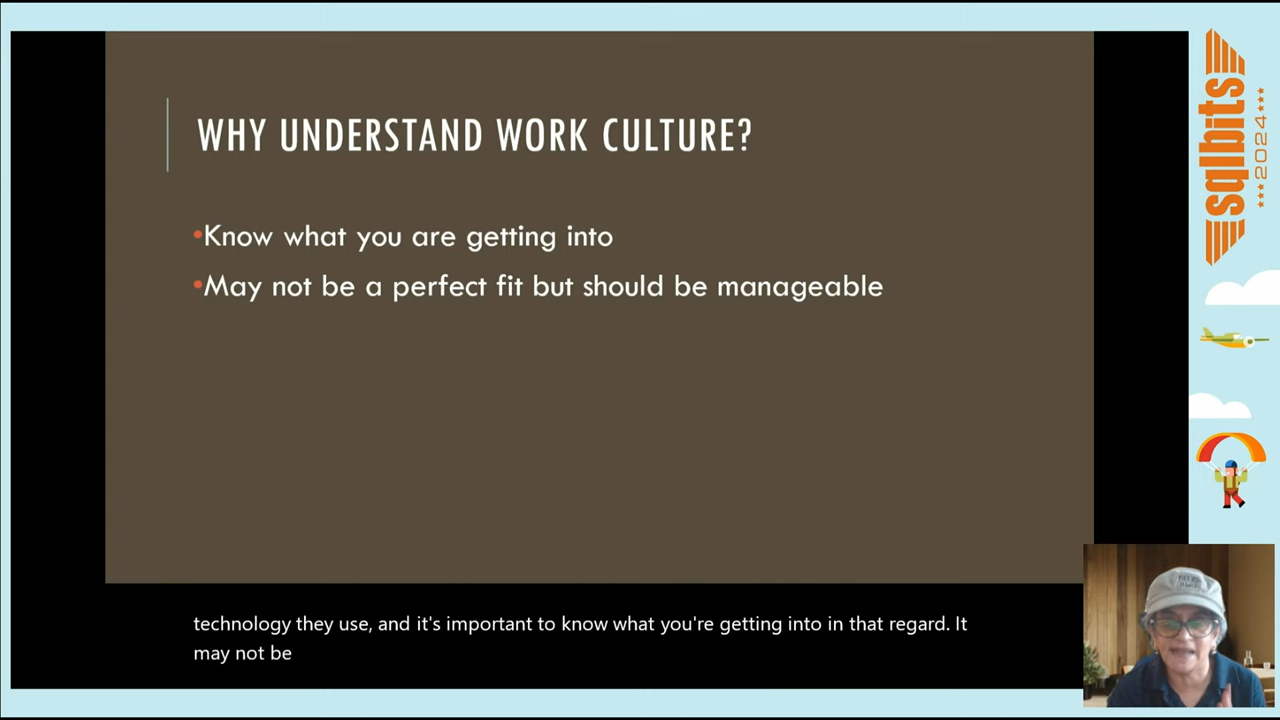 WHY UNDERSTAND WORK CULTURE?
•Know what you are getting into
•May not be a perfect fit but should be manageable
technology they use, and it's important to know what you're getting into in that regard. It
may not be
sqlbits
2024